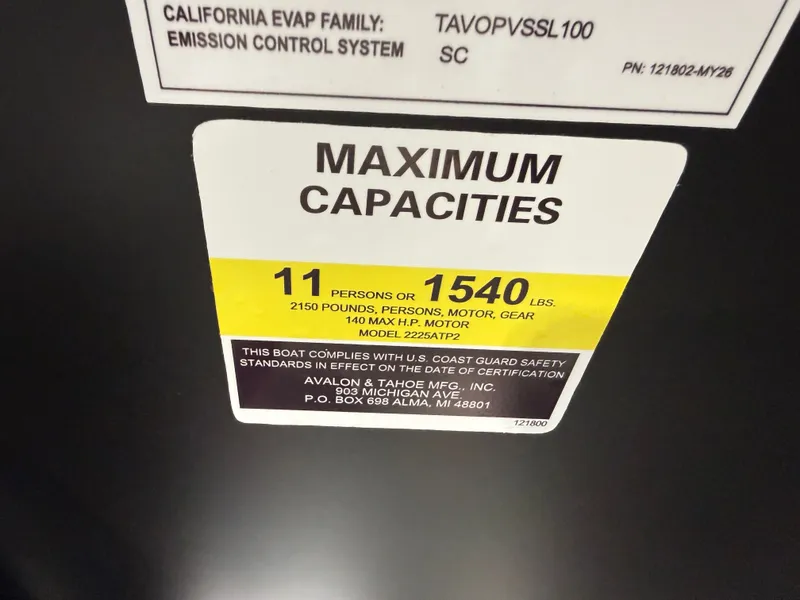 CALIFORNIA EVAP FAMILY: TAVOPVSSL100
EMISSION CONTROL SYSTEM SC
PN: 121802-MY26
MAXIMUM
CAPACITIES
11 PERSONS OR 1540 LBS.
2150 POUNDS, PERSONS, MOTOR, GEAR
140 MAX H.P. MOTOR
MODEL 2225ATP2
THIS BOAT COMPLIES WITH U.S. COAST GUARD SAFETY
STANDARDS IN EFFECT ON THE DATE OF CERTIFICATION
AVALON & TAHOE MFG., INC.
903 MICHIGAN AVE.
P.O. BOX 698 ALMA, MI 48801
121800